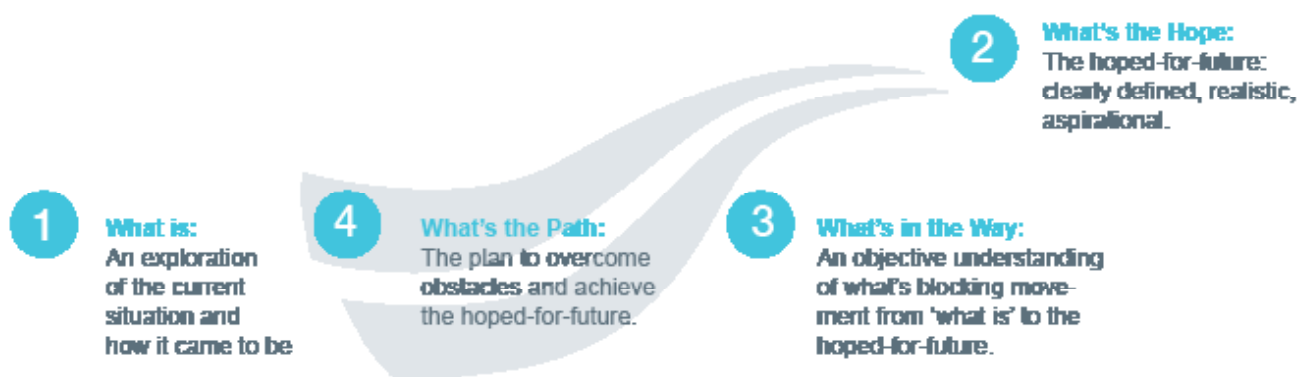 1
What is:
An exploration
of the current
situation and
how it came to be
2
What's the Hope:
The hoped-for-future:
clearly defined, realistic,
aspirational.
3
What's in the Way:
An objective understanding
of what's blocking move-
ment from 'what is' to the
hoped-for-future.
4
What's the Path:
The plan to overcome
obstacles and achieve
the hoped-for-future.